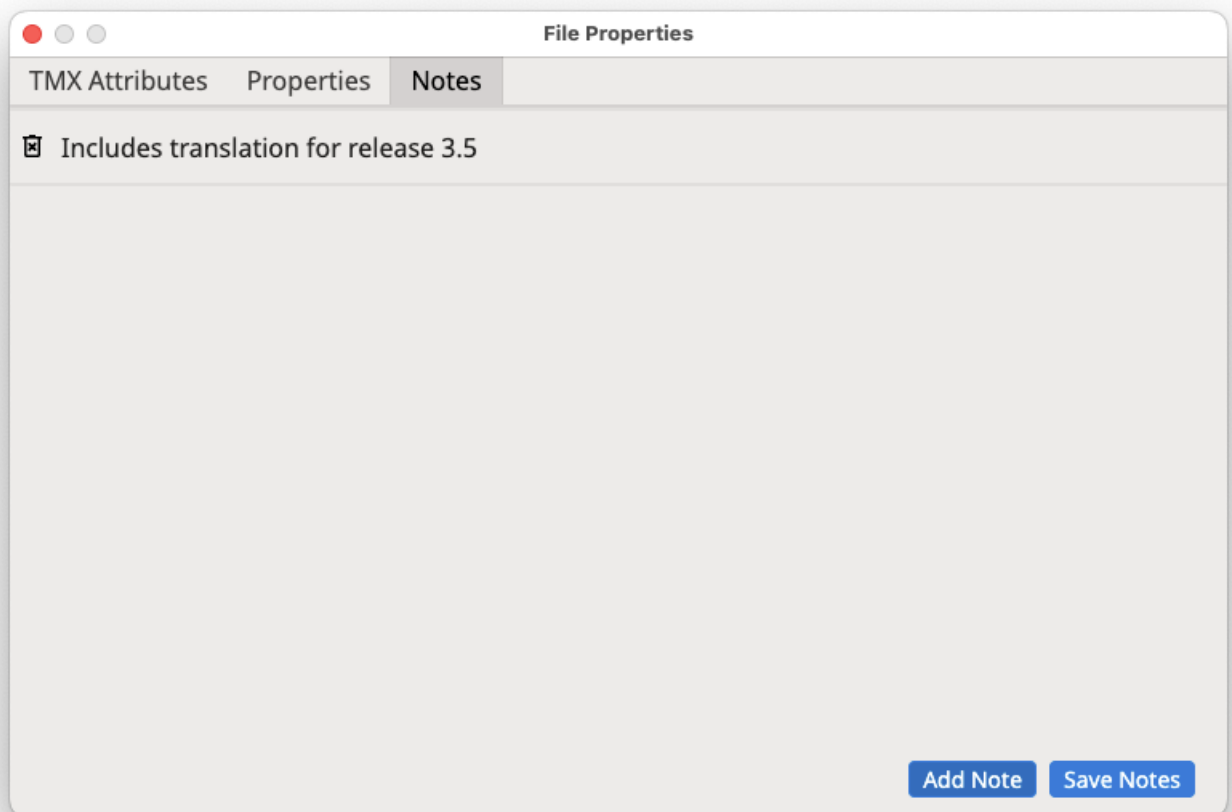 File Properties
TMX Attributes Properties Notes
Includes translation for release 3.5
Add Note Save Notes